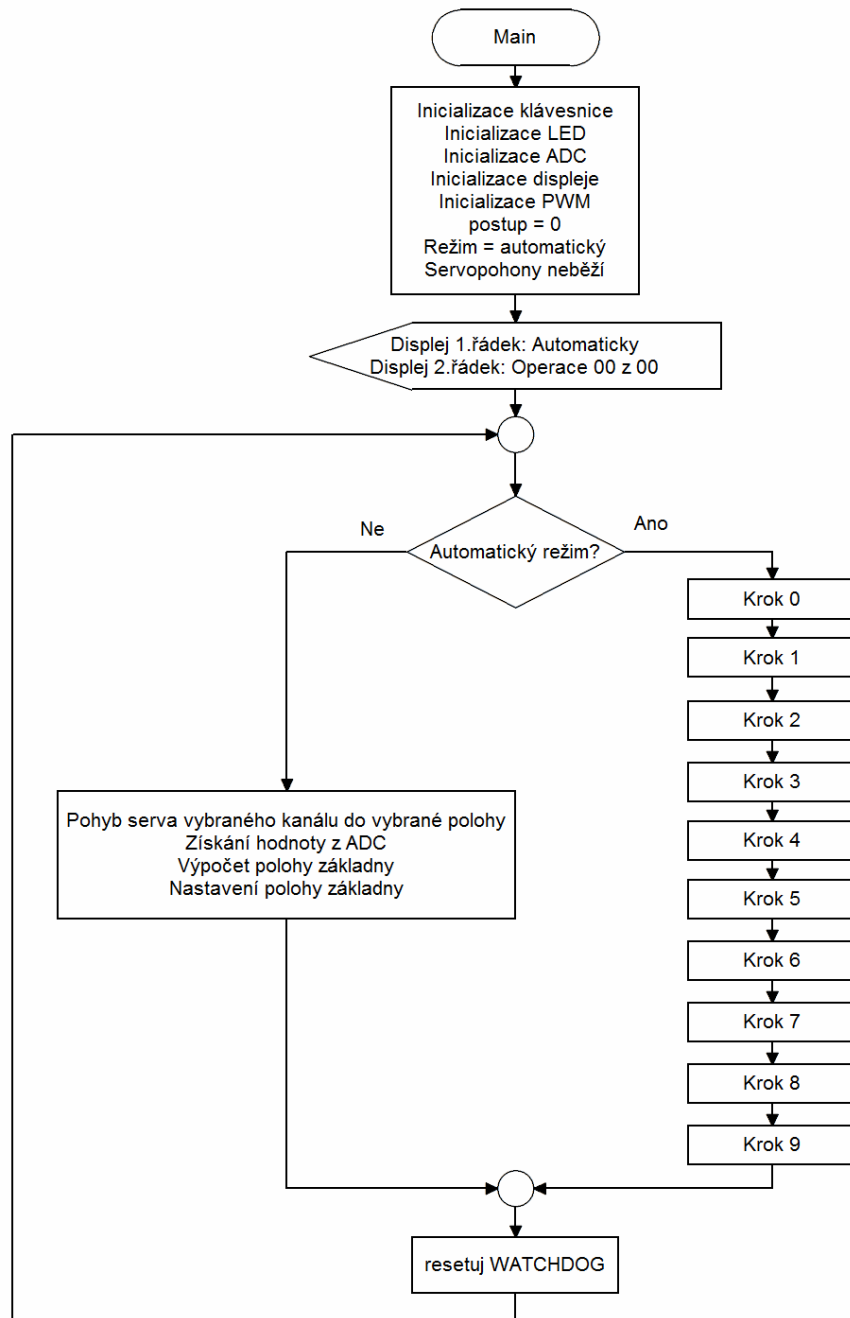 Main
Inicializace klávesnice
Inicializace LED
Inicializace ADC
Inicializace displeje
Inicializace PWM
postup = 0
Režim = automatický
Servopohony neběží
Displej 1.řádek: Automaticky
Displej 2.řádek: Operace 00 z 00
Ne
Automatický režim?
Ano
Krok 0
Krok 1
Krok 2
Krok 3
Krok 4
Krok 5
Krok 6
Krok 7
Krok 8
Krok 9
Pohyb serva vybraného kanálu do vybrané polohy
Získání hodnoty z ADC
Výpočet polohy základny
Nastavení polohy základny
resetuj WATCHDOG